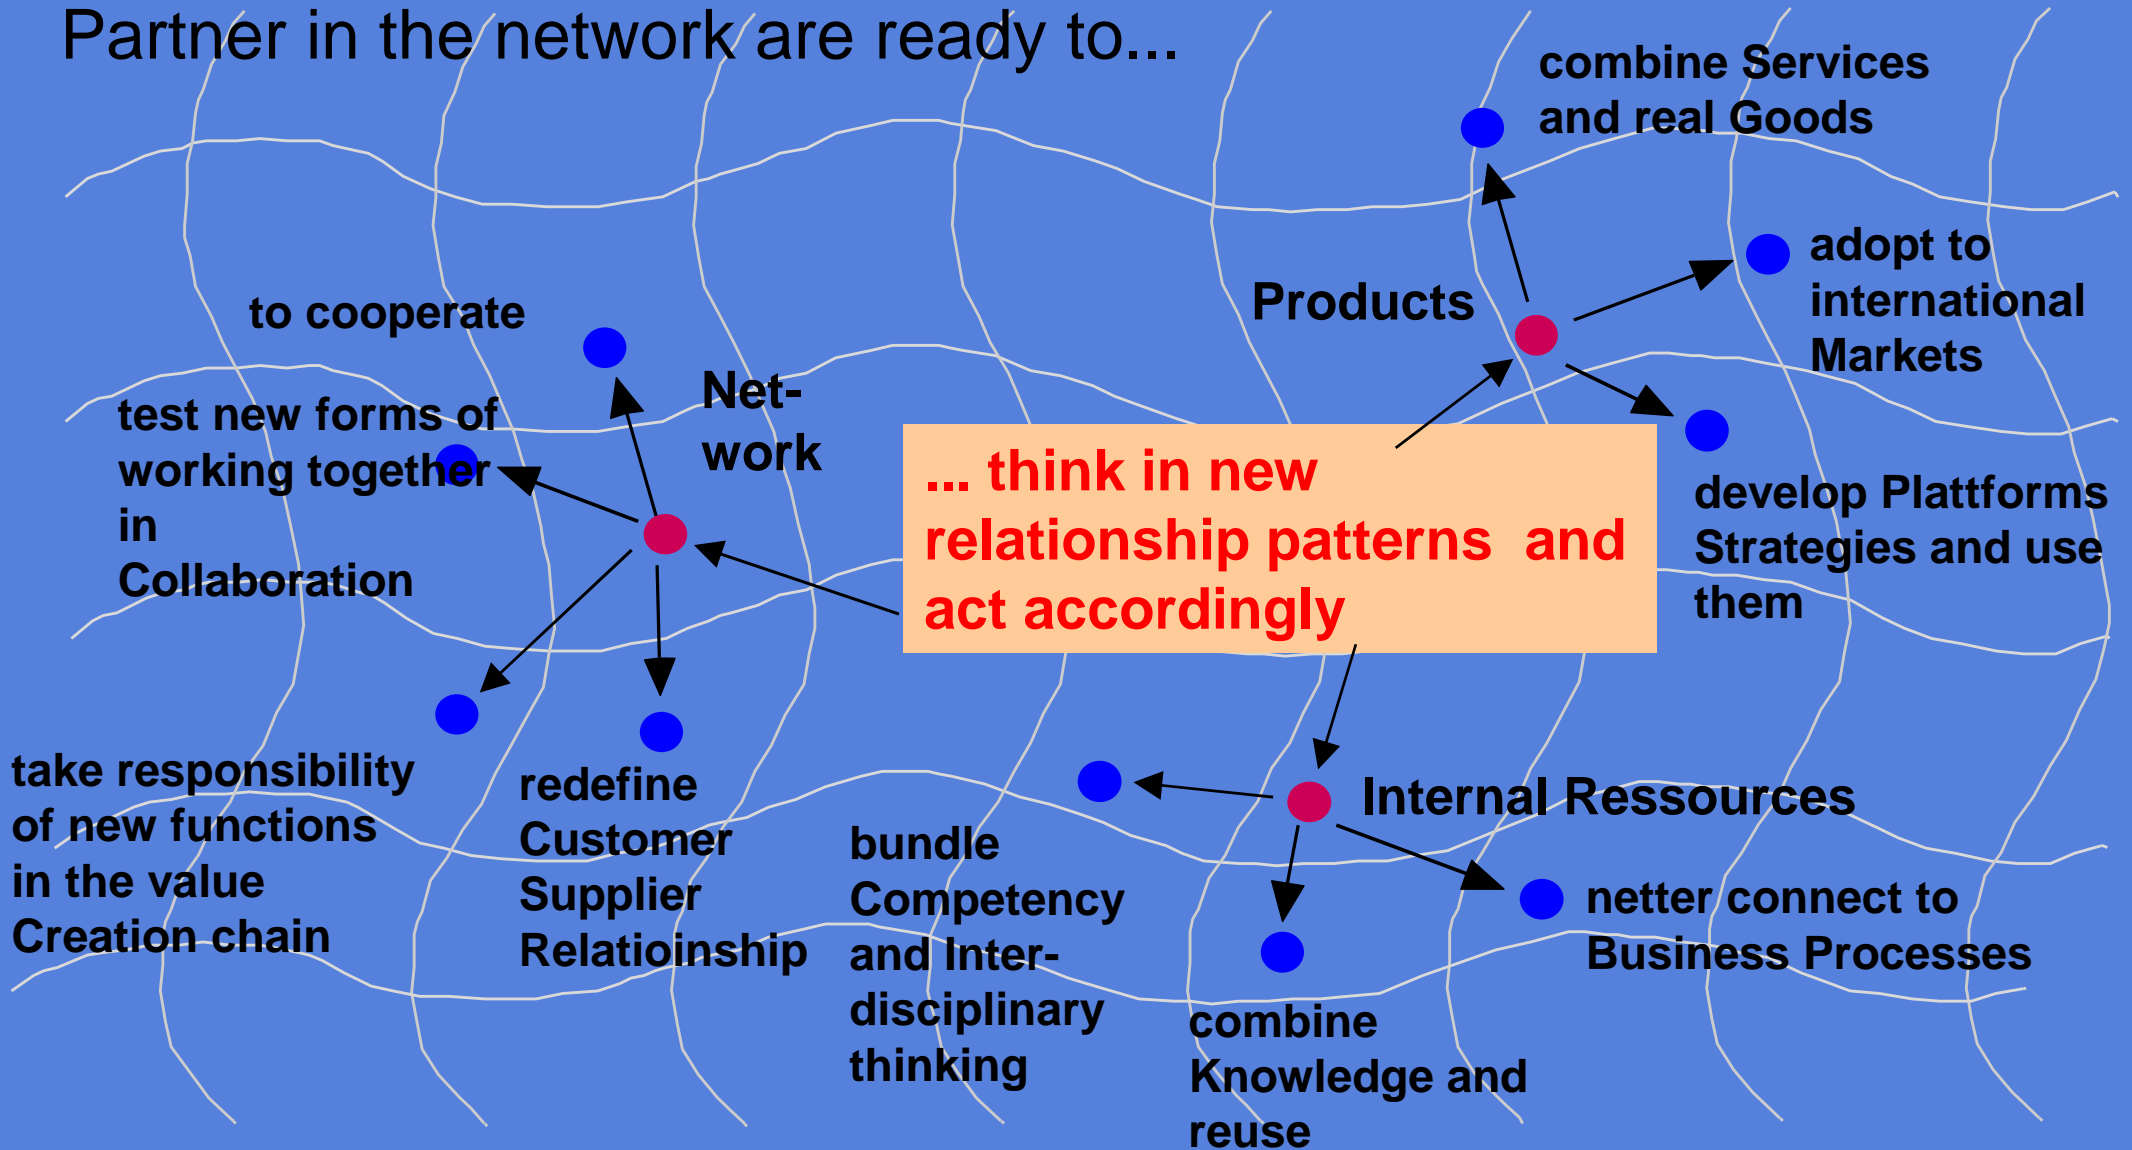 Partner in the network are ready to...
combine Services
and real Goods
adopt to
international
Markets
Products
develop Plattforms
Strategies and use
them
to cooperate
test new forms of
working together
in
Collaboration
Net-
work
... think in new
relationship patterns and
act accordingly
take responsibility
of new functions
in the value
Creation chain
redefine
Customer
Supplier
Relatioinship
bundle
Competency
and Inter-
disciplinary
thinking
Internal Ressources
netter connect to
Business Processes
combine
Knowledge and
reuse